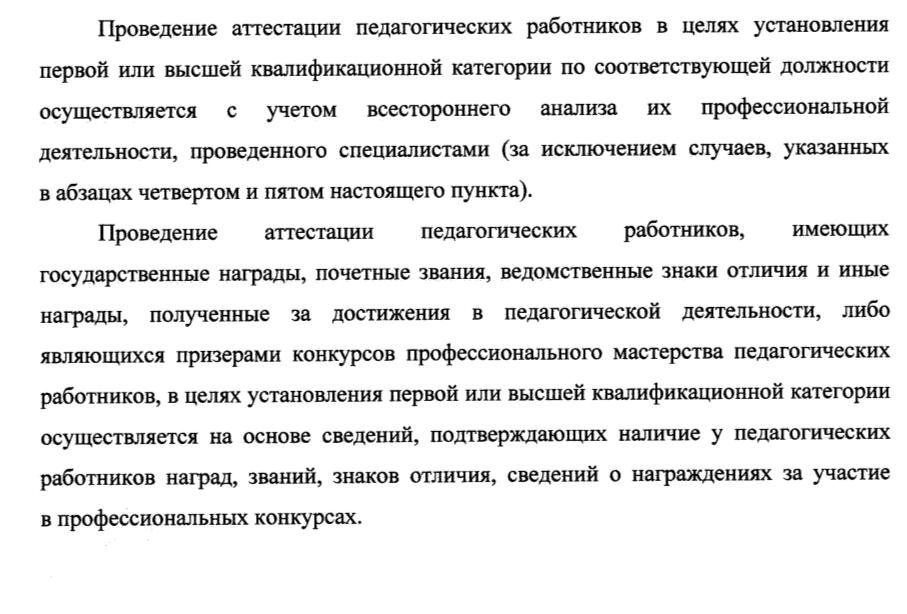 Проведение аттестации педагогических работников в целях установления
первой или высшей квалификационной категории по соответствующей должности
осуществляется с учетом всестороннего анализа их профессиональной
деятельности, проведенного специалистами (за исключением случаев, указанных
в абзацах четвертом и пятом настоящего пункта).
Проведение аттестации педагогических работников, имеющих
государственные награды, почетные звания, ведомственные знаки отличия и иные
награды, полученные за достижения в педагогической деятельности, либо
являющихся призерами конкурсов профессионального мастерства педагогических
работников, в целях установления первой или высшей квалификационной категории
осуществляется на основе сведений, подтверждающих наличие у педагогических
работников наград, званий, знаков отличия, сведений о награждениях за участие
в профессиональных конкурсах.